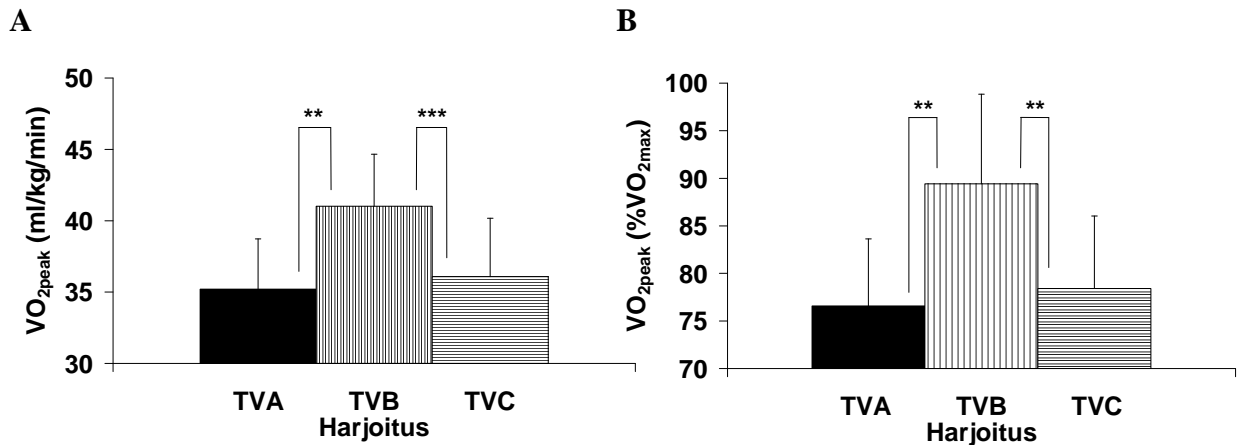 A
VO2peak (ml/kg/min)
50
45
40
35
30
**
***
TVA TVB TVC
Harjoitus
B
VO2peak (%VO2max)
100
95
90
85
80
75
70
**
**
TVA TVB TVC
Harjoitus